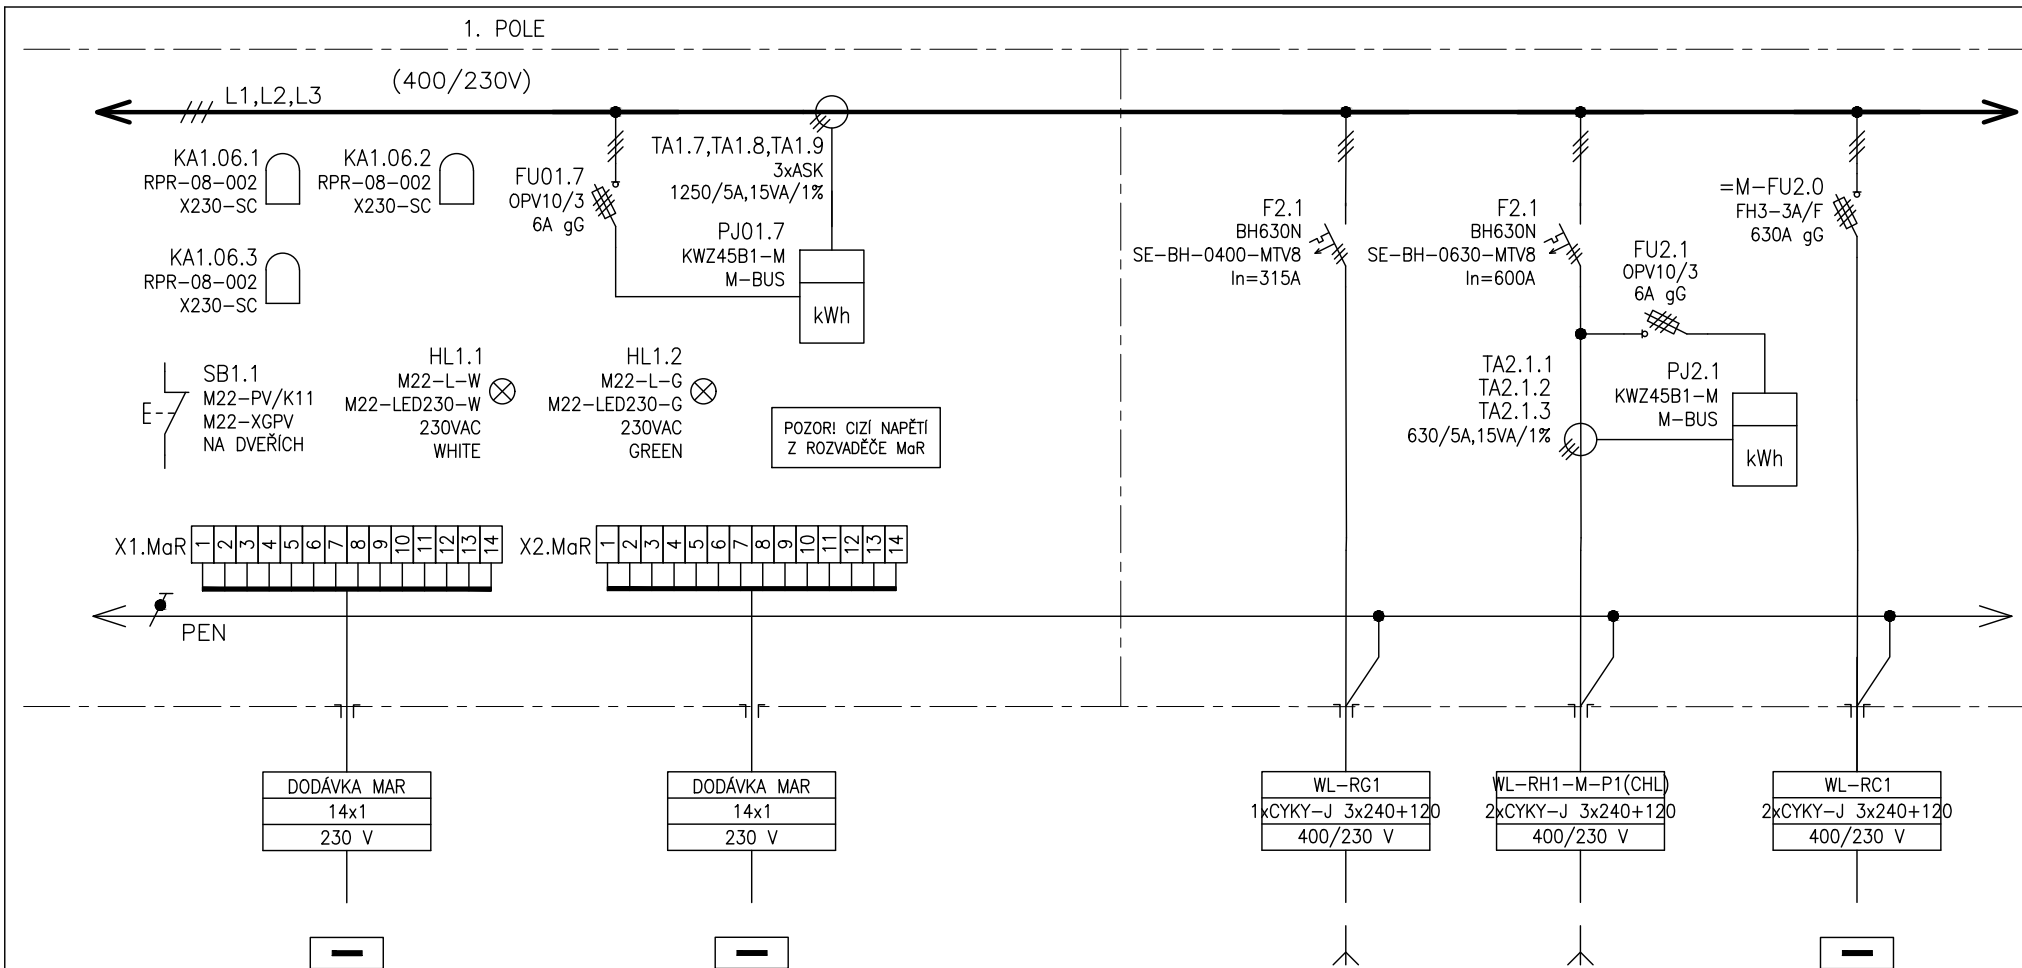 1. POLE
(400/230V)
L1,L2,L3
KA1.06.1
RPR-08-002
X230-SC
KA1.06.2
RPR-08-002
X230-SC
KA1.06.3
RPR-08-002
X230-SC
FU01.7
OPV10/3
6A gG
TA1.7,TA1.8,TA1.9
3xASK
1250/5A,15VA/1%
PJ01.7
KWZ45B1-M
M-BUS
kWh
F2.1
BH630N
SE-BH-0400-MTV8
In=315A
F2.1
BH630N
SE-BH-0630-MTV8
In=600A
FU2.1
OPV10/3
6A gG
=M-FU2.0
FH3-3A/F
630A gG
TA2.1.1
TA2.1.2
TA2.1.3
630/5A,15VA/1%
PJ2.1
KWZ45B1-M
M-BUS
kWh
E
SB1.1
M22-PV/K11
M22-XGPV
NA DVEŘÍCH
HL1.1
M22-L-W
M22-LED230-W
230VAC
WHITE
HL1.2
M22-L-G
M22-LED230-G
230VAC
GREEN
POZOR! CIZÍ NAPĚTÍ
Z ROZVADĚČE MaR
X1.MaR 1 2 3 4 5 6 7 8 9 10 11 12 13 14
X2.MaR 1 2 3 4 5 6 7 8 9 10 11 12 13 14
PEN
DODÁVKA MAR
14x1
230 V
DODÁVKA MAR
14x1
230 V
WL-RG1
1xCYKY-J 3x240+120
400/230 V
WL-RH1-M-P1(CHL)
2xCYKY-J 3x240+120
400/230 V
WL-RC1
2xCYKY-J 3x240+120
400/230 V